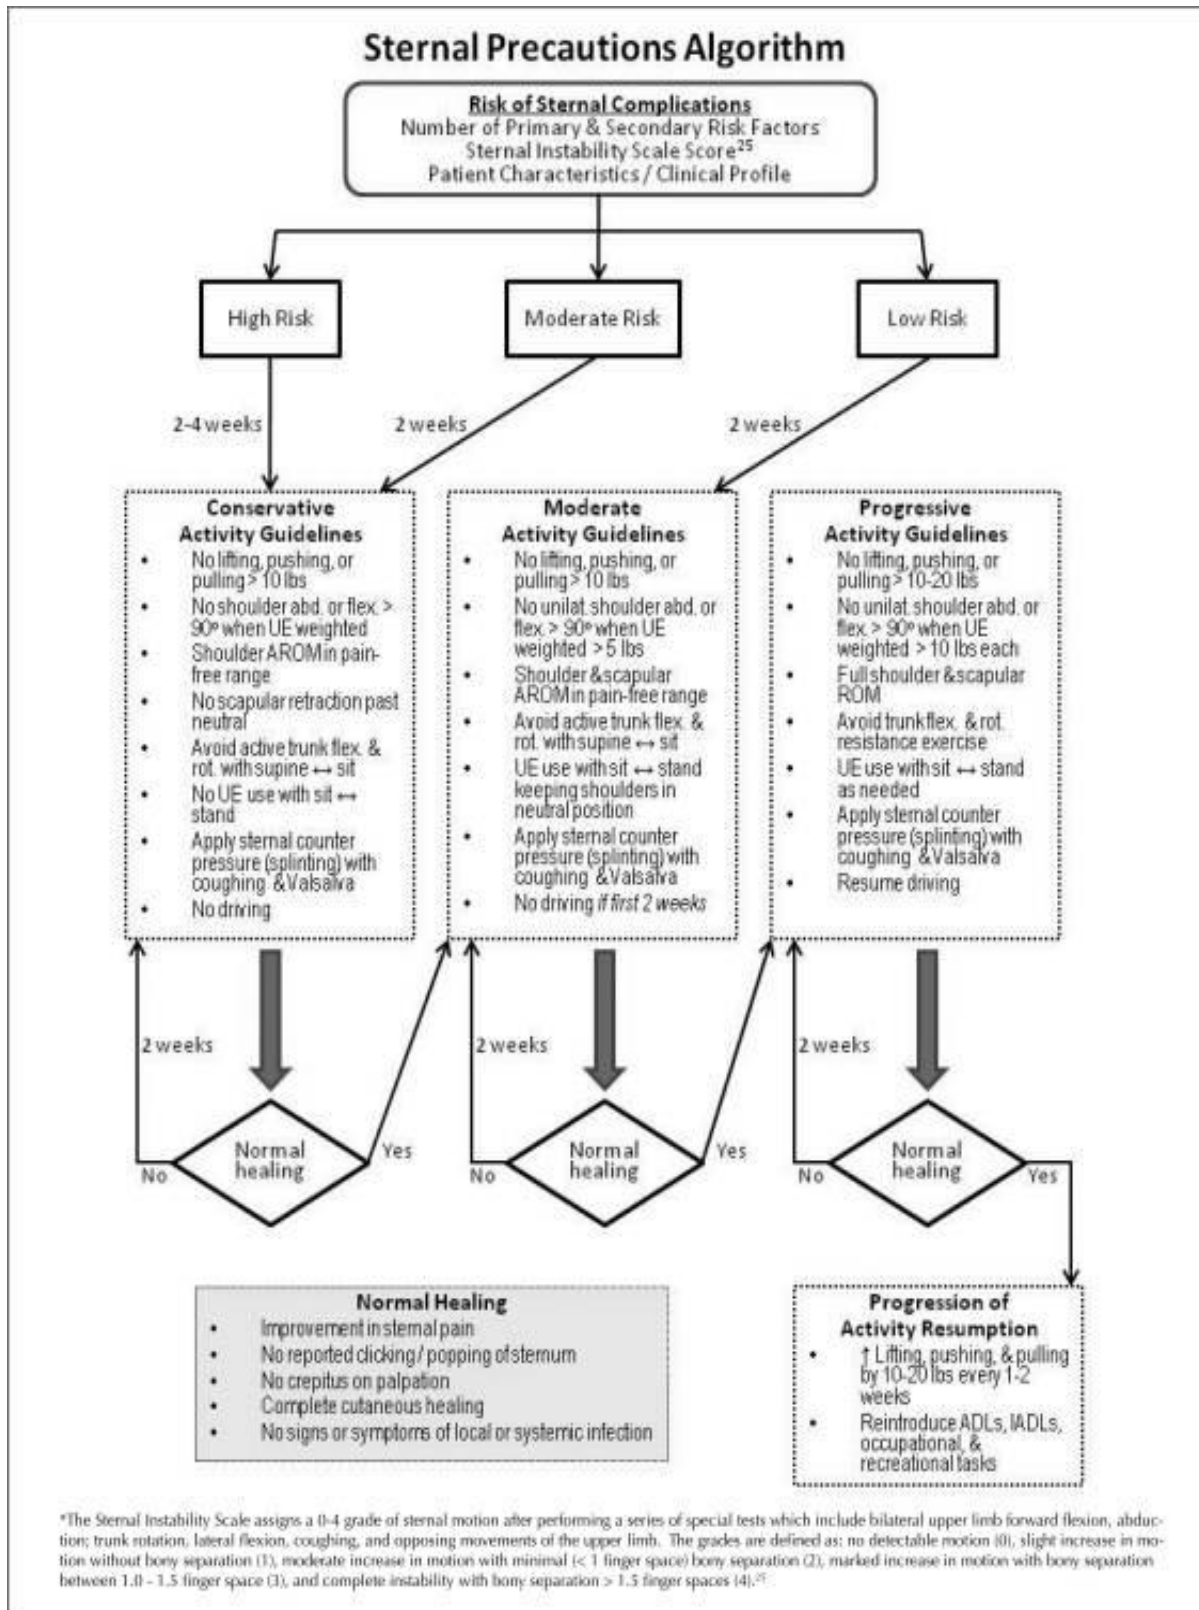 Sternal Precautions Algorithm
Risk of Sternal Complications
Number of Primary & Secondary Risk Factors
Sternal Instability Scale Score25
Patient Characteristics / Clinical Profile
High Risk
Moderate Risk
Low Risk
2-4 weeks
2 weeks
2 weeks
Conservative
Activity Guidelines
• No lifting, pushing, or
pulling > 10 lbs
• No shoulder abd. or flex. >
90º when UE weighted
• Shoulder AROM in pain-
free range
• No scapular retraction past
neutral
• Avoid active trunk flex. &
rot. with supine ↔ sit
• No UE use with sit ↔
stand
• Apply sternal counter
pressure (splinting) with
coughing & Valsalva
• No driving
Moderate
Activity Guidelines
• No lifting, pushing, or
pulling > 10 lbs
• No unilat. shoulder abd. or
flex. > 90º when UE
weighted > 5 lbs
• Shoulder & scapular
AROM in pain-free range
• Avoid active trunk flex. &
rot. with supine ↔ sit
• UE use with sit ↔ stand
keeping shoulders in
neutral position
• Apply sternal counter
pressure (splinting) with
coughing & Valsalva
• No driving if first 2 weeks
Progressive
Activity Guidelines
• No lifting, pushing, or
pulling > 10-20 lbs
• No unilat. shoulder abd. or
flex. > 90º when UE
weighted > 10 lbs each
• Full shoulder & scapular
ROM
• Avoid trunk flex. & rot.
resistance exercise
• UE use with sit ↔ stand
as needed
• Apply sternal counter
pressure (splinting) with
coughing & Valsalva
• Resume driving
2 weeks
2 weeks
2 weeks
Normal
healing
No
Yes
Normal
healing
No
Yes
Normal
healing
No
Yes
Normal Healing
• Improvement in sternal pain
• No reported clicking / popping of sternum
• No crepitus on palpation
• Complete cutaneous healing
• No signs or symptoms of local or systemic infection
Progression of
Activity Resumption
• ↑ Lifting, pushing, & pulling
by 10-20 lbs every 1-2
weeks
• Reintroduce ADLs, IADLs,
occupational, &
recreational tasks
*The Sternal Instability Scale assigns a 0-4 grade of sternal motion after performing a series of special tests which include bilateral upper limb forward flexion, abduc-
tion; trunk rotation, lateral flexion, coughing, and opposing movements of the upper limb. The grades are defined as: no detectable motion (0), slight increase in mo-
tion without bony separation (1), moderate increase in motion with minimal (< 1 finger space) bony separation (2), marked increase in motion with bony separation
between 1.0 - 1.5 finger space (3), and complete instability with bony separation > 1.5 finger spaces (4).25